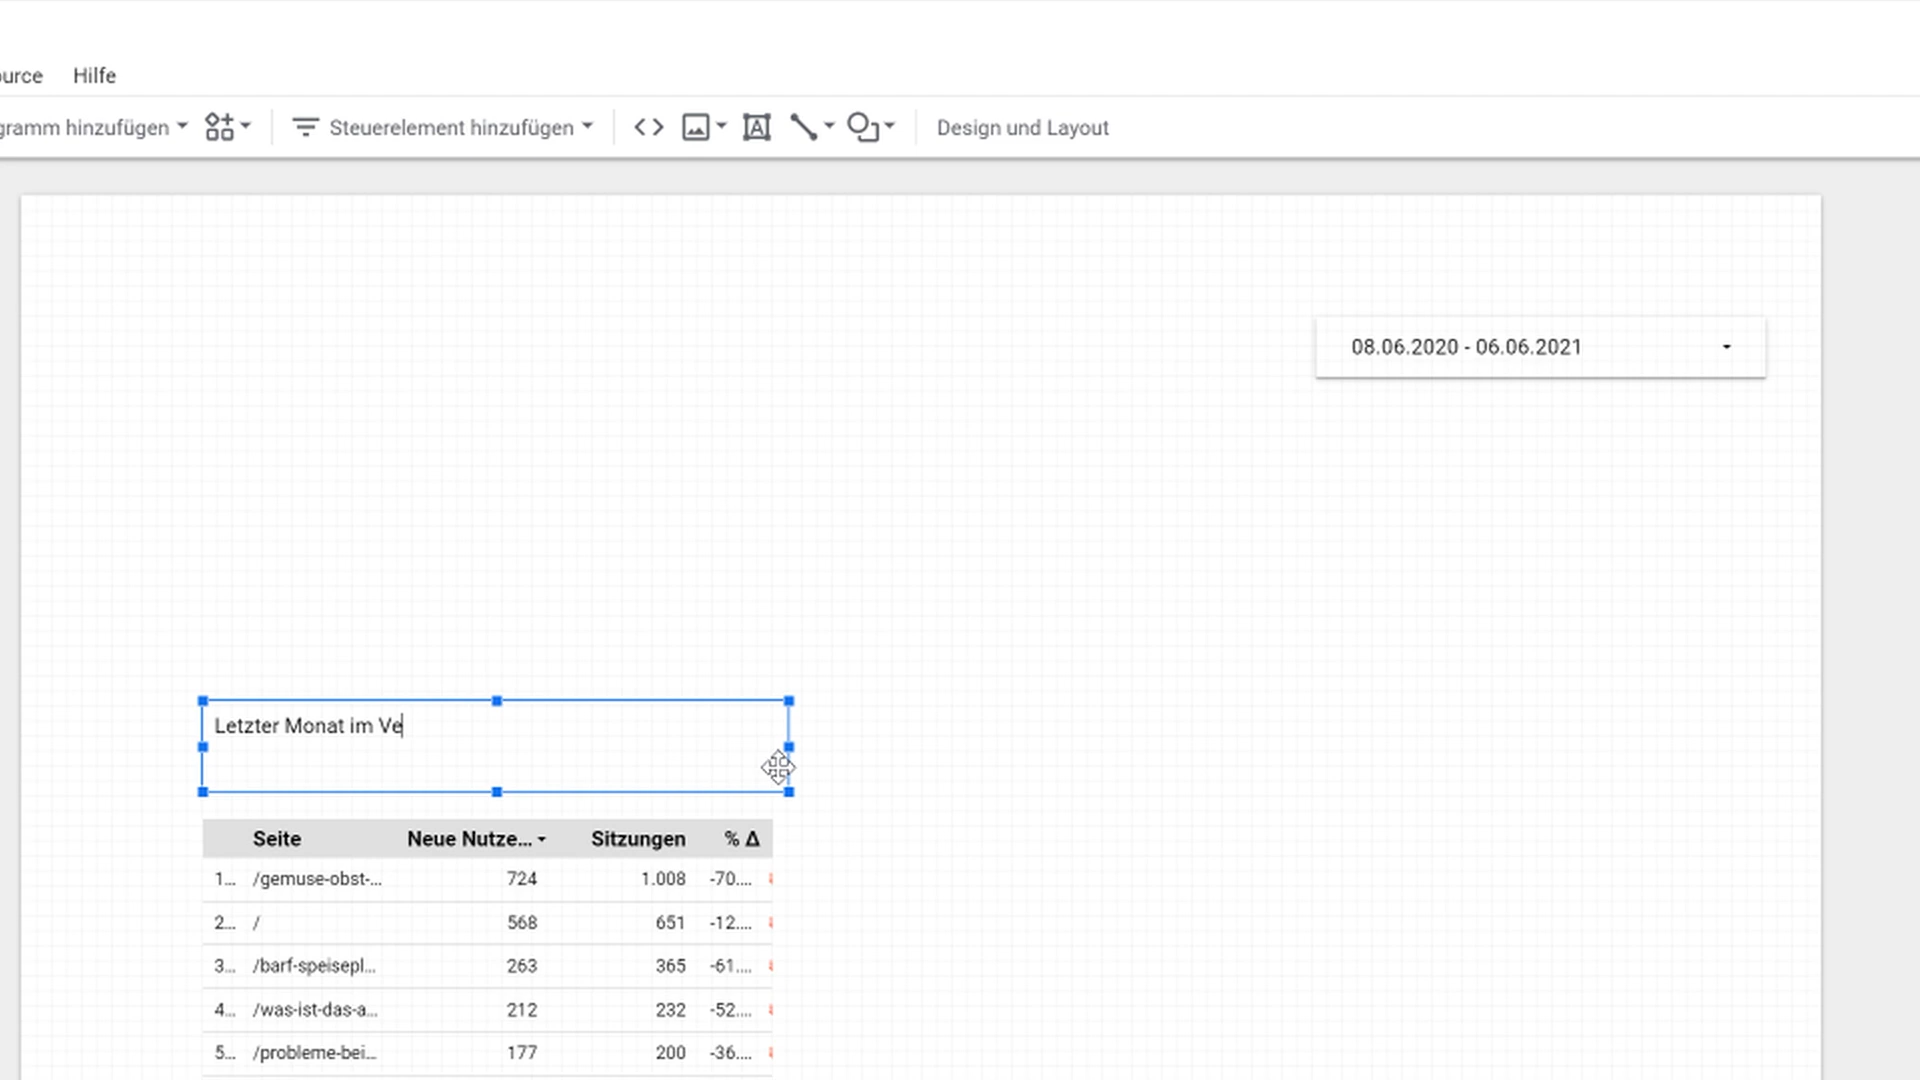 ource Hilfe
gramm hinzufügen Steuerelement hinzufügen Design und Layout
08.06.2020 - 06.06.2021
Letzter Monat im Ve
Seite Neue Nutze... Sitzungen % Δ
1... /gemuse-obst-... 724 1.008 -70....
2... / 568 651 -12....
3... /barf-speisepl... 263 365 -61....
4... /was-ist-das-a... 212 232 -52....
5... /probleme-bei... 177 200 -36....